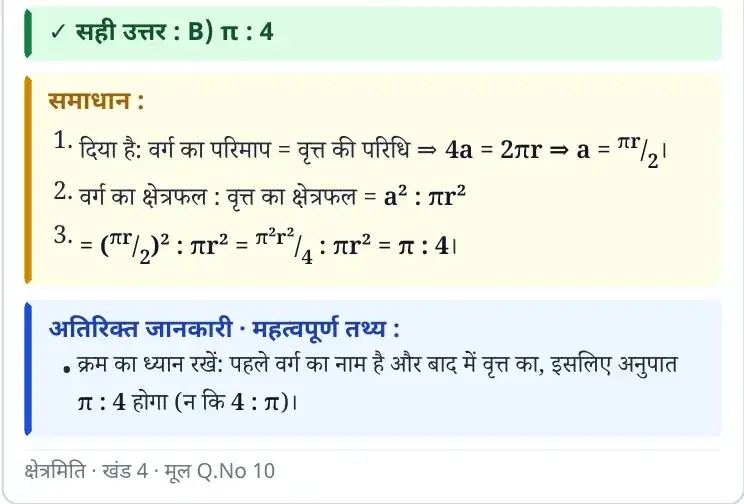 ✓ सही उत्तर : B) π : 4
समाधान :
1. दिया है: वर्ग का परिमाप = वृत्त की परिधि ⇒ 4a = 2πr ⇒ a = πr/2।
2. वर्ग का क्षेत्रफल : वृत्त का क्षेत्रफल = a² : πr²
3. = (πr/2)² : πr² = π²r²/4 : πr² = π : 4।
अतिरिक्त जानकारी · महत्वपूर्ण तथ्य :
• क्रम का ध्यान रखें: पहले वर्ग का नाम है और बाद में वृत्त का, इसलिए अनुपात
π : 4 होगा (न कि 4 : π)।
क्षेत्रमिति · खंड 4 · मूल Q.No 10